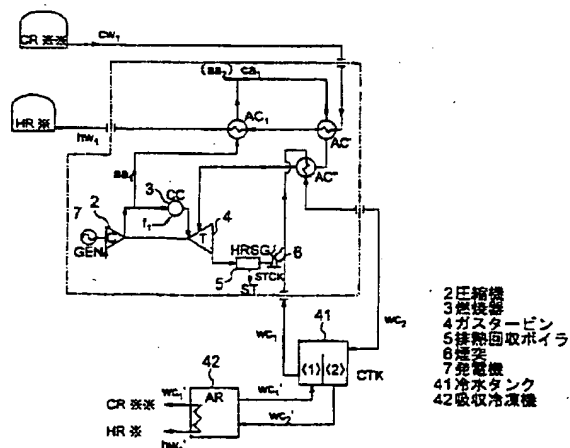 CR ※※
cw₁
(aa₂) ca₁
HR ※
hw₁
AC₁
AC'
AC"
aa₁
3
CC
2
4
7
f₁
C
T
GEN
HRSG
6
STCK
5
ST
wc₁
41
wc₂
⟨1⟩
⟨2⟩
CTK
42
CR ※※
wc₁'
AR
wc₁'
HR ※
hw₁'
wc₂'
2圧縮機
3燃焼器
4ガスタービン
5排熱回収ボイラ
6煙突
7発電機
41冷水タンク
42吸収冷凍機